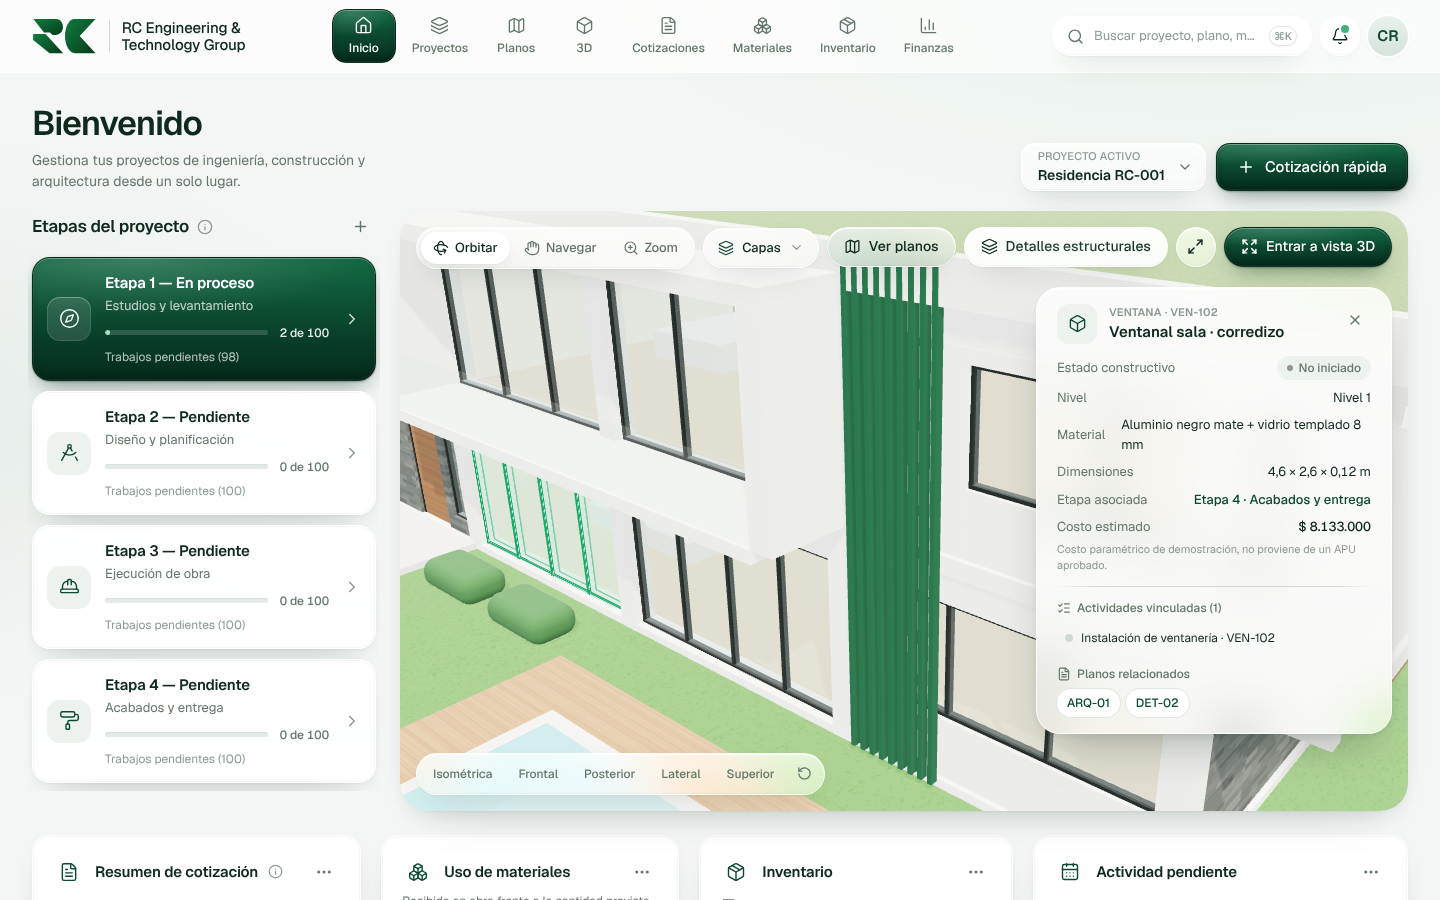 RC Engineering &
Technology Group
Inicio
Proyectos
Planos
3D
Cotizaciones
Materiales
Inventario
Finanzas
Buscar proyecto, plano, m...
⌘K
CR
Bienvenido
Gestiona tus proyectos de ingeniería, construcción y
arquitectura desde un solo lugar.
PROYECTO ACTIVO
Residencia RC-001
Cotización rápida
Etapas del proyecto
Etapa 1 — En proceso
Estudios y levantamiento
2 de 100
Trabajos pendientes (98)
Etapa 2 — Pendiente
Diseño y planificación
0 de 100
Trabajos pendientes (100)
Etapa 3 — Pendiente
Ejecución de obra
0 de 100
Trabajos pendientes (100)
Etapa 4 — Pendiente
Acabados y entrega
0 de 100
Trabajos pendientes (100)
Orbitar
Navegar
Zoom
Capas
Ver planos
Detalles estructurales
Entrar a vista 3D
VENTANA · VEN-102
Ventanal sala · corredizo
Estado constructivo
No iniciado
Nivel
Nivel 1
Material
Aluminio negro mate + vidrio templado 8
mm
Dimensiones
4,6 × 2,6 × 0,12 m
Etapa asociada
Etapa 4 · Acabados y entrega
Costo estimado
$ 8.133.000
Costo paramétrico de demostración, no proviene de un APU
aprobado.
Actividades vinculadas (1)
Instalación de ventanería · VEN-102
Planos relacionados
ARQ-01
DET-02
Isométrica
Frontal
Posterior
Lateral
Superior
Resumen de cotización
Uso de materiales
Inventario
Actividad pendiente